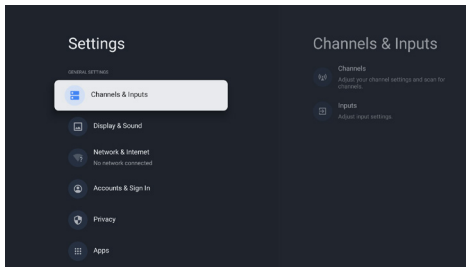 Settings
GENERAL SETTINGS
Channels & Inputs
Display & Sound
Network & Internet
No network connected
Accounts & Sign In
Privacy
Apps
Channels & Inputs
Channels
Adjust your channel settings and scan for
channels.
Inputs
Adjust input settings